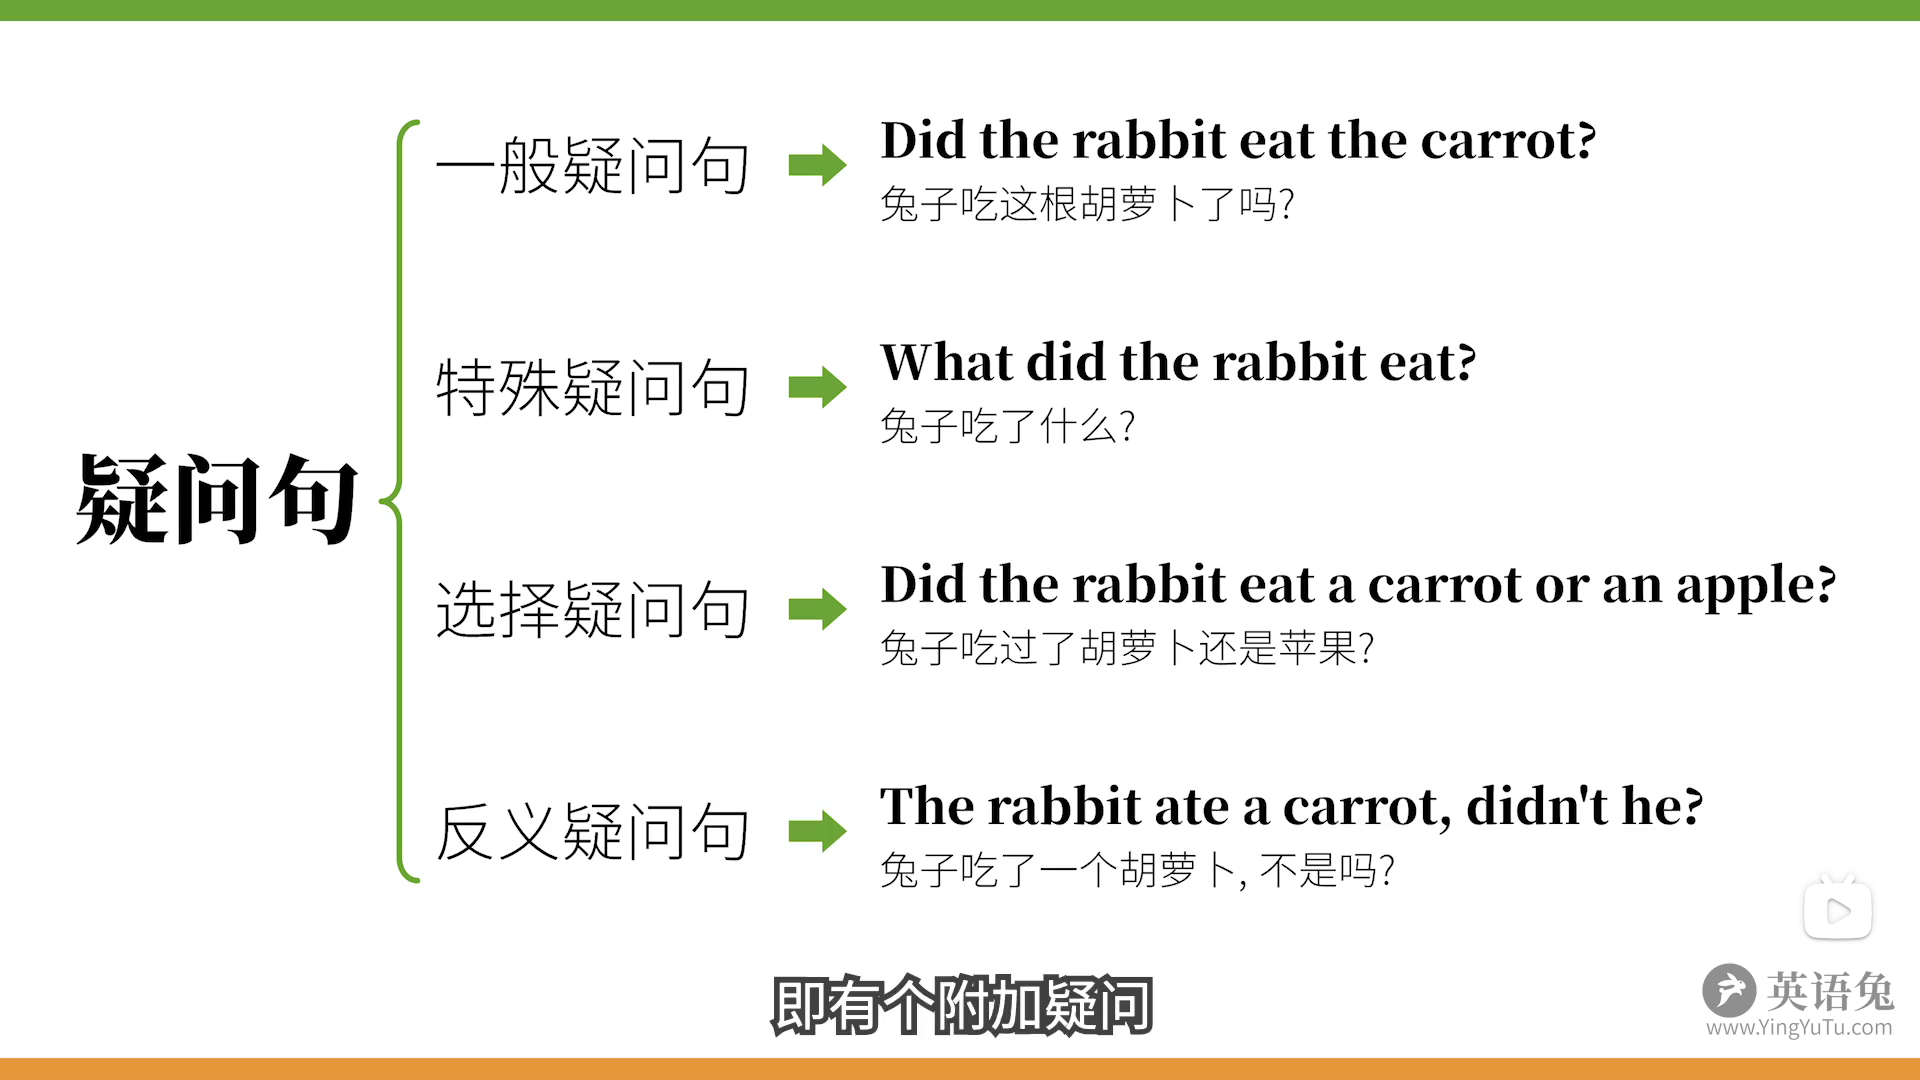 疑问句
一般疑问句
Did the rabbit eat the carrot?
兔子吃这根胡萝卜了吗?
特殊疑问句
What did the rabbit eat?
兔子吃了什么?
选择疑问句
Did the rabbit eat a carrot or an apple?
兔子吃过了胡萝卜还是苹果?
反义疑问句
The rabbit ate a carrot, didn't he?
兔子吃了一个胡萝卜, 不是吗?
即有个附加疑问
英语兔
www.YingYuTu.com